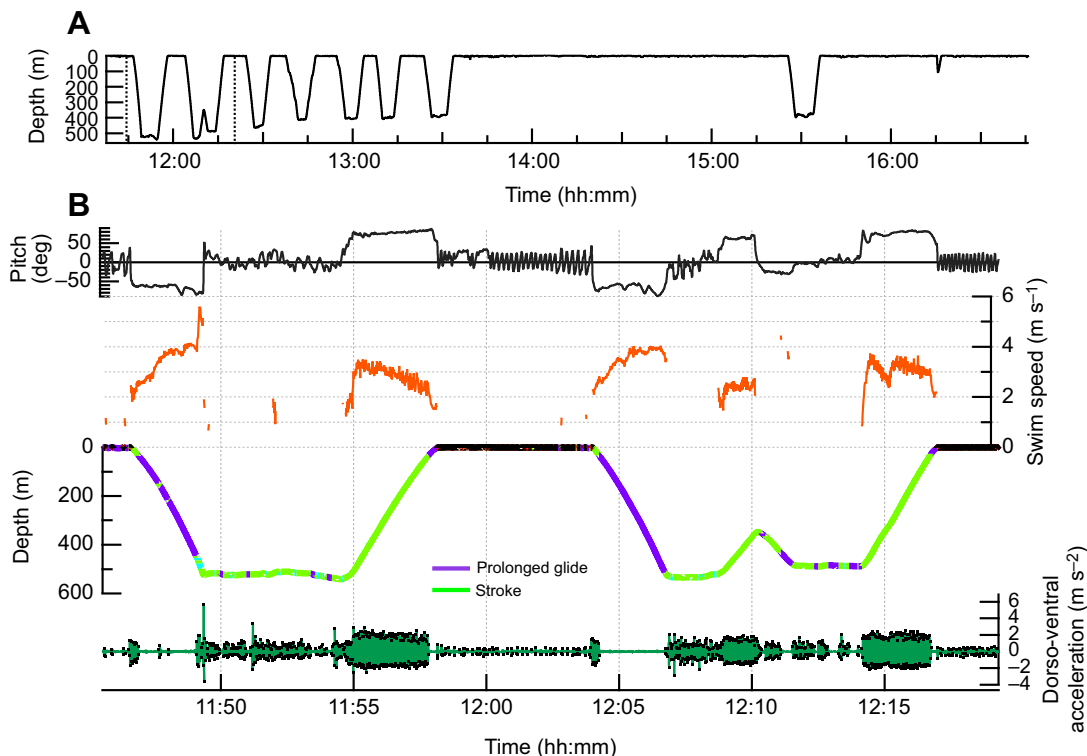 A
Depth (m)
0
100
200
300
400
500
12:00
13:00
14:00
15:00
16:00
Time (hh:mm)
B
Pitch
(deg)
50
0
−50
6
4
2
0
Swim speed (m s−1)
Depth (m)
0
200
400
600
Prolonged glide
Stroke
6
4
2
0
−2
−4
Dorso-ventral
acceleration (m s−2)
11:50
11:55
12:00
12:05
12:10
12:15
Time (hh:mm)